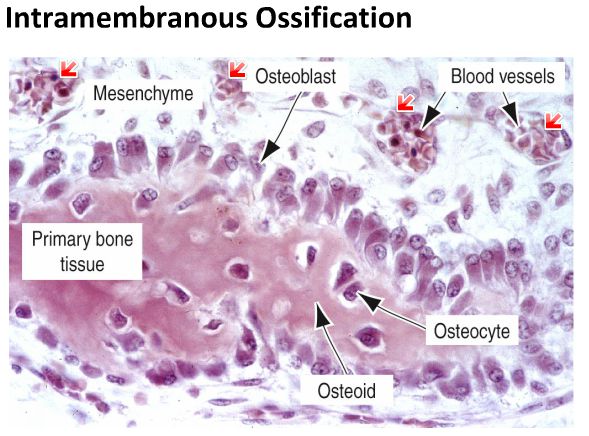 Intramembranous Ossification
Mesenchyme
Osteoblast
Blood vessels
Primary bone
tissue
Osteocyte
Osteoid